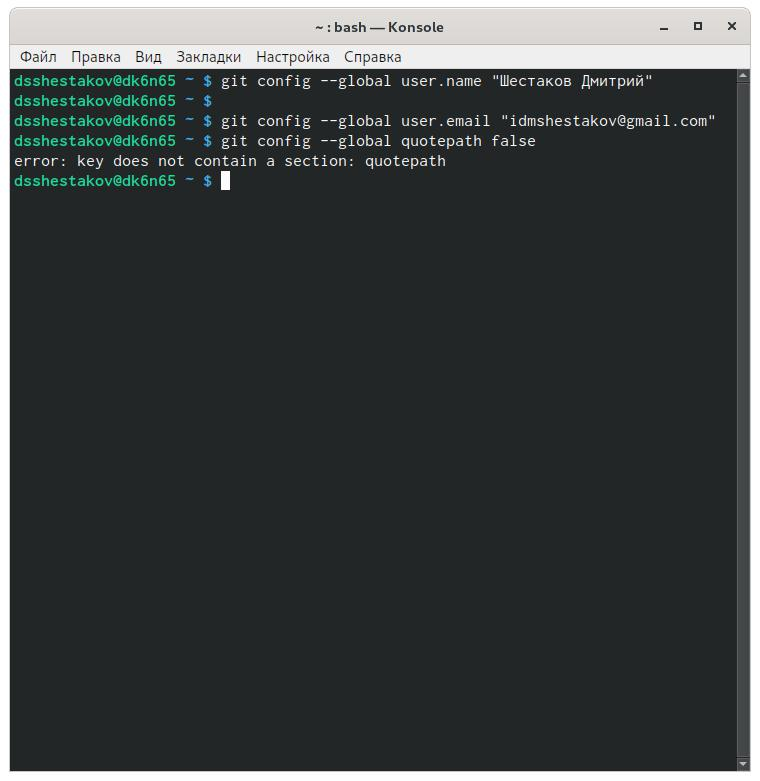 ~ : bash — Konsole
Файл Правка Вид Закладки Настройка Справка
dsshestakov@dk6n65 ~ $ git config --global user.name "Шестаков Дмитрий"
dsshestakov@dk6n65 ~ $
dsshestakov@dk6n65 ~ $ git config --global user.email "idmshestakov@gmail.com"
dsshestakov@dk6n65 ~ $ git config --global quotepath false
error: key does not contain a section: quotepath
dsshestakov@dk6n65 ~ $